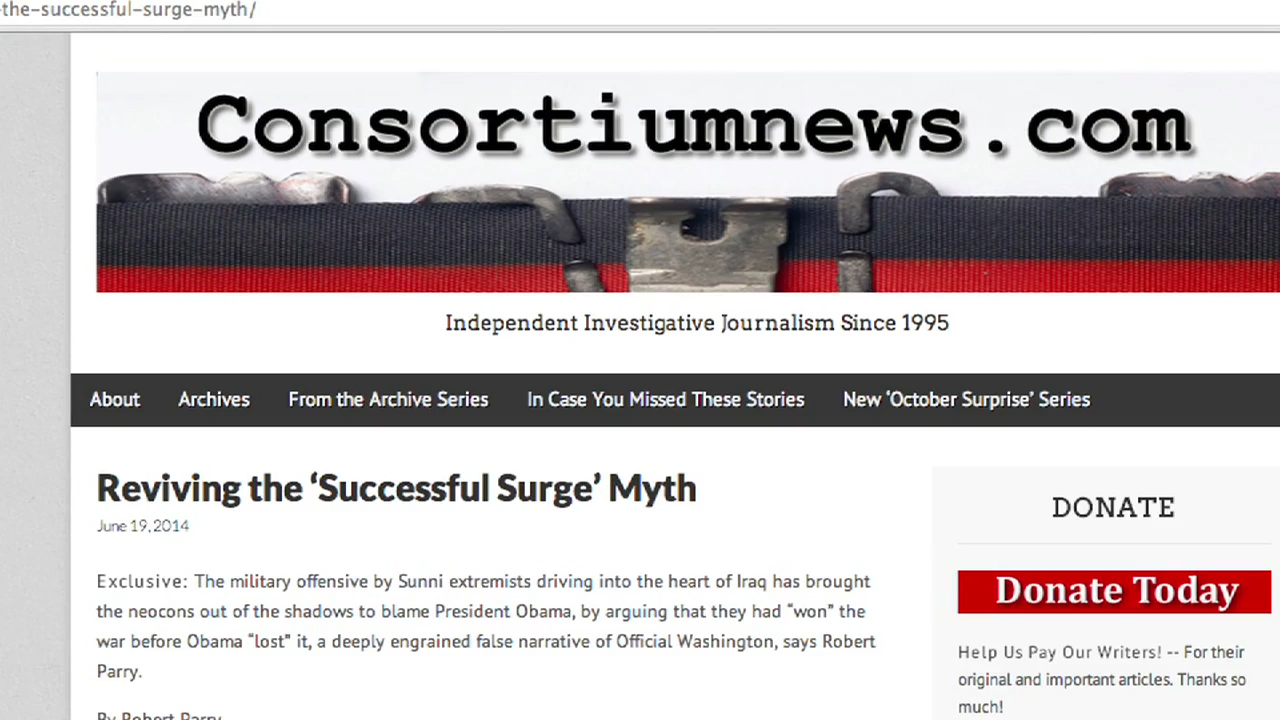 -the-successful-surge-myth/
Consortiumnews.com
Independent Investigative Journalism Since 1995
About Archives From the Archive Series In Case You Missed These Stories New ‘October Surprise’ Series
Reviving the ‘Successful Surge’ Myth
June 19, 2014
Exclusive: The military offensive by Sunni extremists driving into the heart of Iraq has brought
the neocons out of the shadows to blame President Obama, by arguing that they had “won” the
war before Obama “lost” it, a deeply engrained false narrative of Official Washington, says Robert
Parry.
By Robert Parry
DONATE
Donate Today
Help Us Pay Our Writers! -- For their
original and important articles. Thanks so
much!